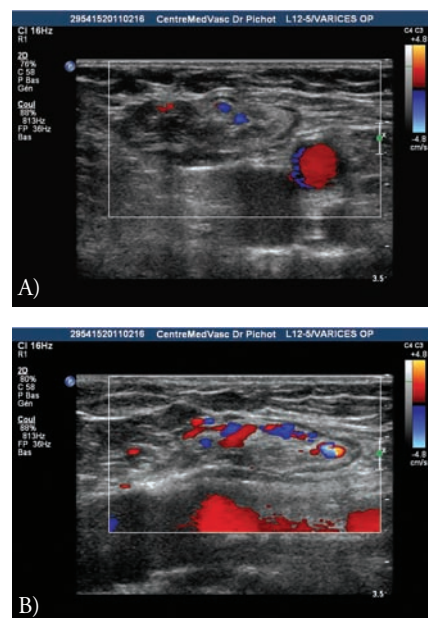 29541520110216 CentreMedVasc Dr Pichot L12-5/VARICES OP
CI 16Hz
R1
2D
76%
C 58
P Bas
Gén
Coul
88%
813Hz
FP 36Hz
Bas
C4 C3
+4.8
-4.8
cm/s
3.5
A)
29541520110216 CentreMedVasc Dr Pichot L12-5/VARICES OP
CI 16Hz
R1
2D
80%
C 58
P Bas
Gén
Coul
88%
813Hz
FP 36Hz
Bas
C4 C3
+4.8
-4.8
cm/s
3.5
B)